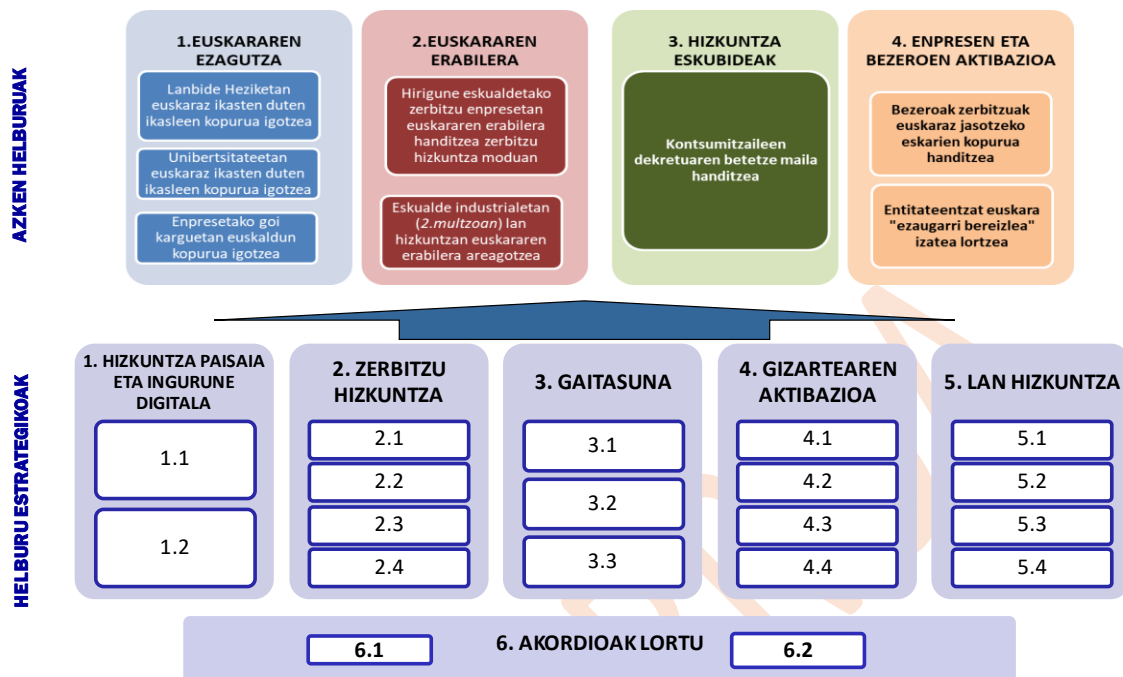 AZKEN HELBURUAK
1.EUSKARAREN
EZAGUTZA
Lanbide Heziketan
euskaraz ikasten duten
ikasleen kopurua igotzea
Unibertsitateetan
euskaraz ikasten duten
ikasleen kopurua igotzea
Enpresetako goi
karguetan euskaldun
kopurua igotzea
2.EUSKARAREN
ERABILERA
Hirigune eskualdetako
zerbitzu enpresetan
euskararen erabilera
handitzea zerbitzu
hizkuntza moduan
Eskualde industrialetan
(2.multzoan) lan
hizkuntzan euskararen
erabilera areagotzea
3. HIZKUNTZA
ESKUBIDEAK
Kontsumitzaileen
dekretuaren betetze maila
handitzea
4. ENPRESEN ETA
BEZEROEN AKTIBAZIOA
Bezeroak zerbitzuak
euskaraz jasotzeko
eskarien kopurua
handitzea
Entitateentzat euskara
"ezaugarri bereizlea"
izatea lortzea
HELBURU ESTRATEGIKOAK
1. HIZKUNTZA PAISAIA
ETA INGURUNE
DIGITALA
1.1
1.2
2. ZERBITZU
HIZKUNTZA
2.1
2.2
2.3
2.4
3. GAITASUNA
3.1
3.2
3.3
4. GIZARTEAREN
AKTIBAZIOA
4.1
4.2
4.3
4.4
5. LAN HIZKUNTZA
5.1
5.2
5.3
5.4
6.1
6. AKORDIOAK LORTU
6.2